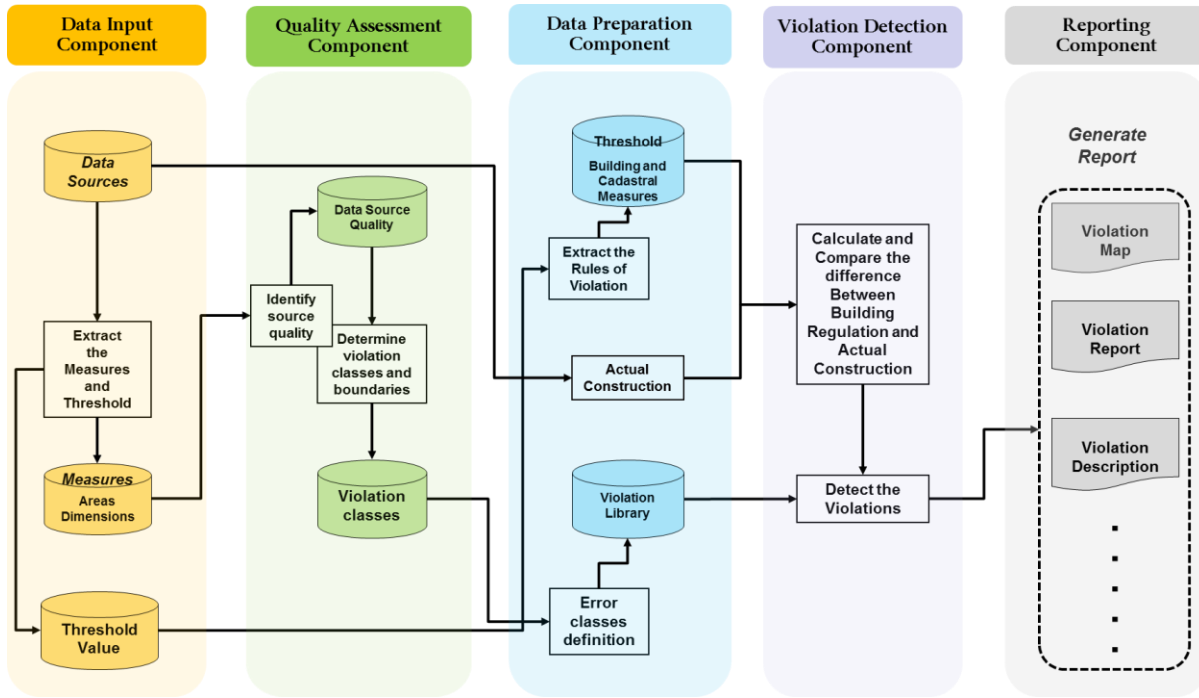 Data Input
Component
Quality Assessment
Component
Data Preparation
Component
Violation Detection
Component
Reporting
Component
Data
Sources
Extract
the
Measures
and
Threshold
Measures
Areas
Dimensions
Threshold
Value
Data Source
Quality
Identify
source
quality
Determine
violation
classes and
boundaries
Violation
classes
Threshold
Building and
Cadastral
Measures
Extract the
Rules of
Violation
Actual
Construction
Violation
Library
Error
classes
definition
Calculate and
Compare the
difference
Between
Building
Regulation and
Actual
Construction
Detect the
Violations
Generate
Report
Violation
Map
Violation
Report
Violation
Description